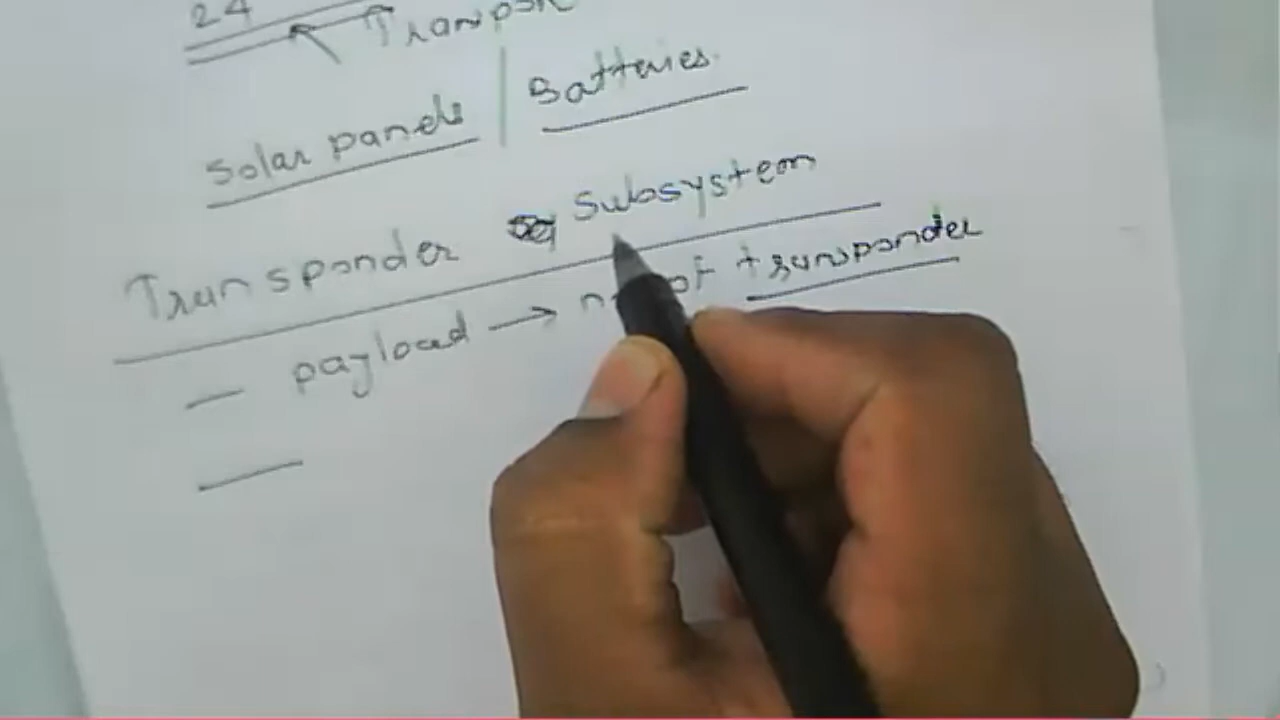 24
Solar panels | Batteries
Transponder Subsystem
— payload → of transponder
—